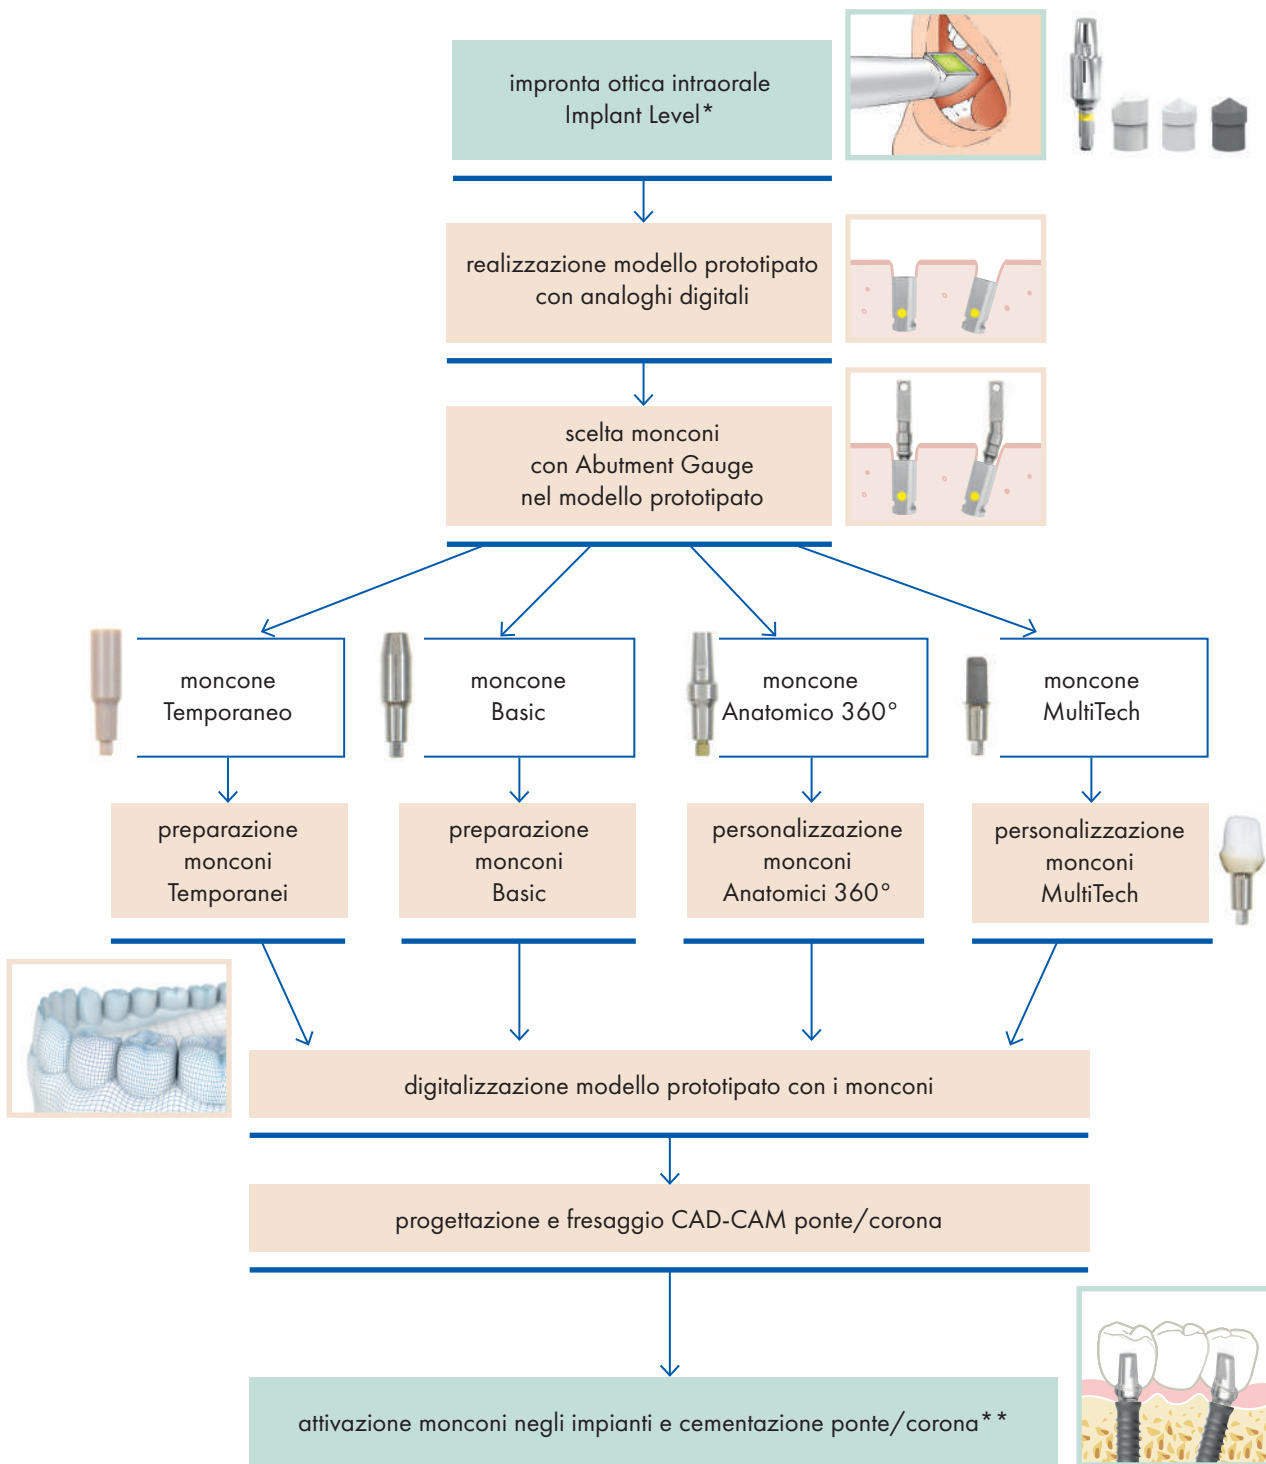 impronta ottica intraorale
Implant Level*
realizzazione modello prototipato
con analoghi digitali
scelta monconi
con Abutment Gauge
nel modello prototipato
moncone
Temporaneo
moncone
Basic
moncone
Anatomico 360°
moncone
MultiTech
preparazione
monconi
Temporanei
preparazione
monconi
Basic
personalizzazione
monconi
Anatomici 360°
personalizzazione
monconi
MultiTech
digitalizzazione modello prototipato con i monconi
progettazione e fresaggio CAD-CAM ponte/corona
attivazione monconi negli impianti e cementazione ponte/corona**